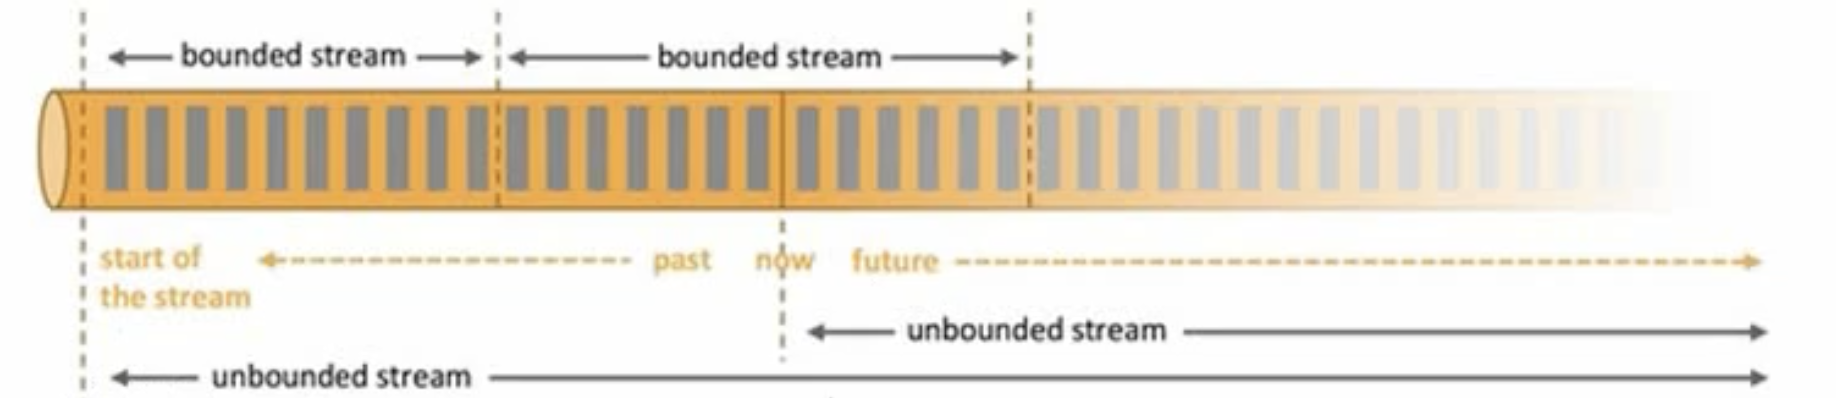 bounded stream
bounded stream
start of
the stream
past
now
future
unbounded stream
unbounded stream